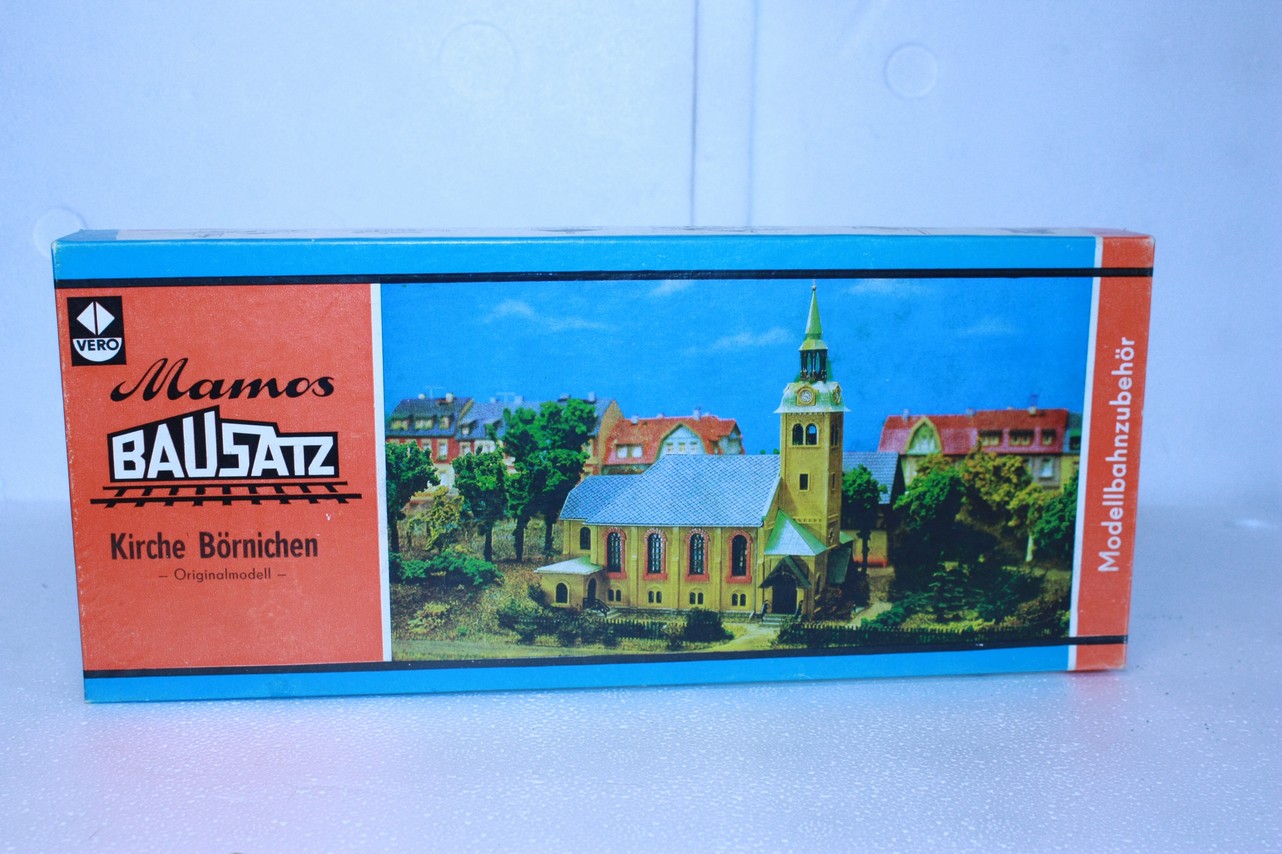 VERO
Mamos
BAUSATZ
Kirche Börnichen
– Originalmodell –
Modellbahnzubehör